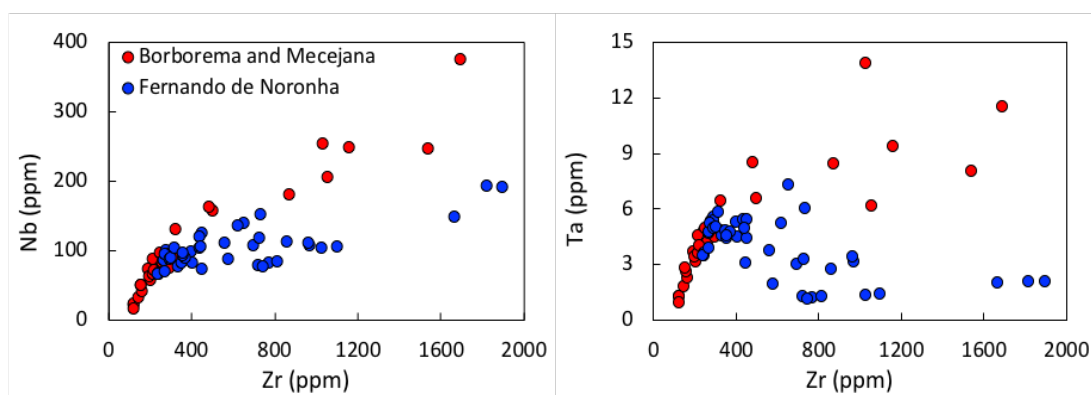 400
300
200
100
0
Nb (ppm)
Borborema and Mecejana
Fernando de Noronha
0 400 800 1200 1600 2000
Zr (ppm)
15
12
9
6
3
0
Ta (ppm)
0 400 800 1200 1600 2000
Zr (ppm)